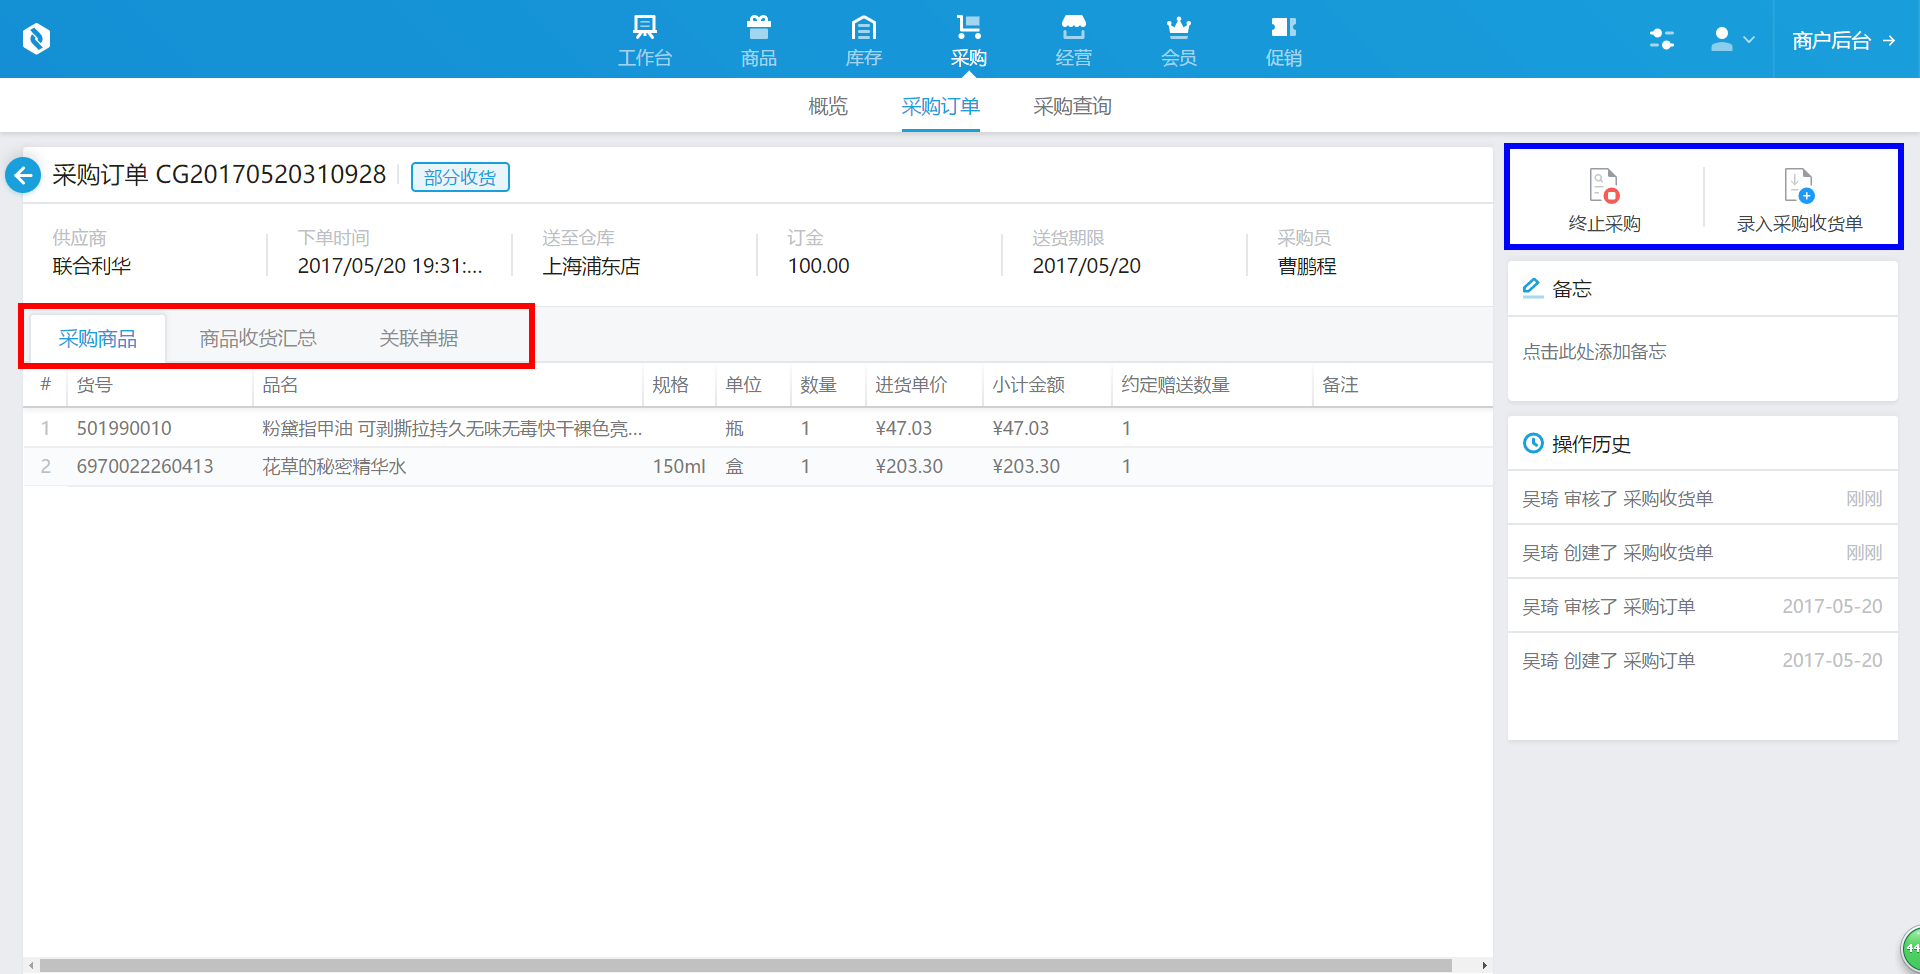 工作台 商品 库存 采购 经营 会员 促销
商户后台 →
概览 采购订单 采购查询
采购订单 CG20170520310928 部分收货
供应商 下单时间 送至仓库 订金 送货期限 采购员
联合利华 2017/05/20 19:31:... 上海浦东店 100.00 2017/05/20 曹鹏程
采购商品 商品收货汇总 关联单据
# 货号 品名 规格 单位 数量 进货单价 小计金额 约定赠送数量 备注
1 501990010 粉黛指甲油 可剥撕拉持久无味无毒快干裸色亮... 瓶 1 ¥47.03 ¥47.03 1
2 6970022260413 花草的秘密精华水 150ml 盒 1 ¥203.30 ¥203.30 1
终止采购 录入采购收货单
备忘
点击此处添加备忘
操作历史
吴琦 审核了 采购收货单 刚刚
吴琦 创建了 采购收货单 刚刚
吴琦 审核了 采购订单 2017-05-20
吴琦 创建了 采购订单 2017-05-20
44